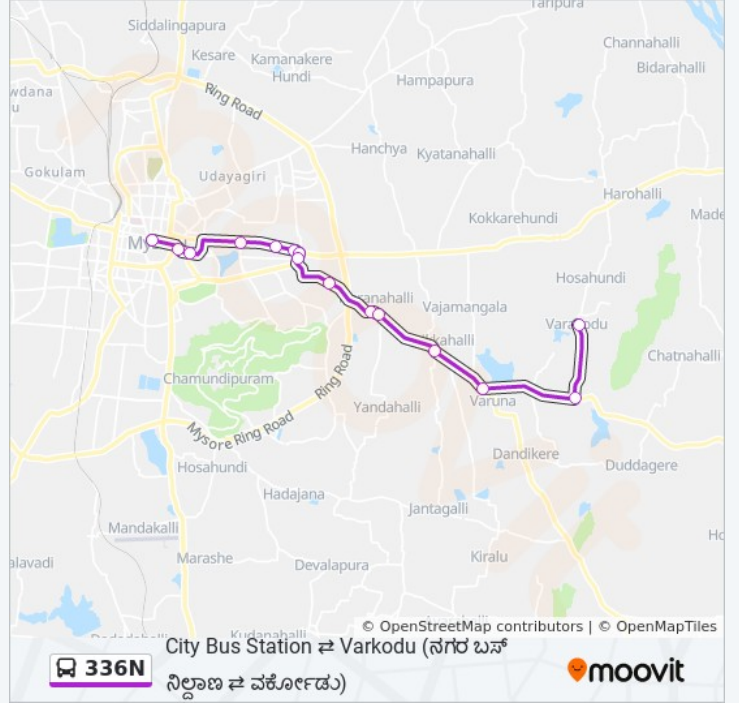 Taripura
Siddalingapura
Channahalli
Kesare
Kamanakere
Hundi
Bidarahalli
Hampapura
Ring Road
Hanchya
Kyatanahalli
Gokulam
Udayagiri
Harohalli
Kokkarehundi
My
Hosahundi
Vajamangala
Chamundipuram
Chatnahalli
Ring Road
Yandahalli
Varuna
Mysore Ring Road
Dandikere
Hosahundi
Duddagere
Hadajana
Jantagalli
Mandakalli
Marashe
Devalapura
Kiralu
© OpenStreetMap contributors | © OpenMapTiles
336N
City Bus Station ⇄ Varkodu (ನಗರ ಬಸ್
ನಿಲ್ದಾಣ ⇄ ವರ್ಕೋಡು)
moovit